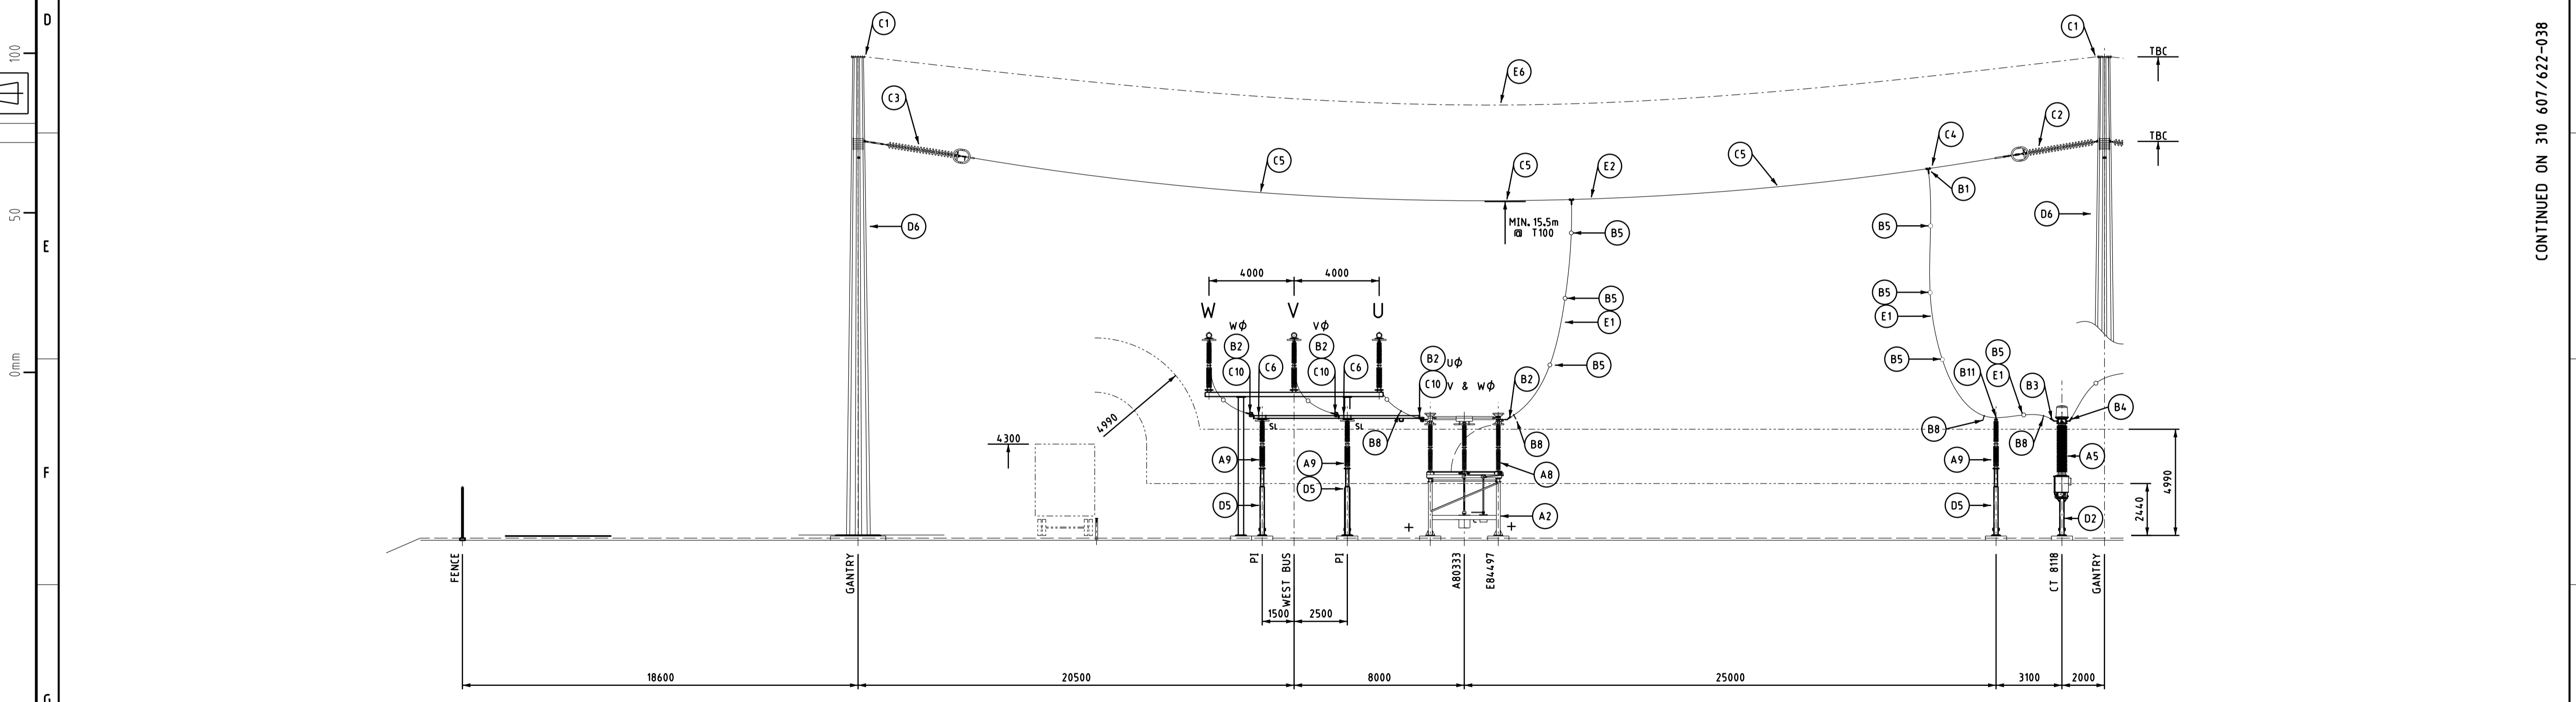 D
100
50
0mm
E
F
G
C1
C1
TBC
E6
C3
C2
TBC
C4
C5
C5
E2
C5
B1
MIN. 15.5m
@ T100
D6
D6
B5
B5
4000
4000
B5
B5
W
V
U
E1
E1
WΦ
VΦ
B2
B2
B2 UΦ
B5
B5
B5
C10
C6
C10
C6
C10 V & WΦ
B2
B11
E1
B3
B4
4990
SL
SL
B8
B8
B8
B8
4300
A9
A9
A8
A9
A5
D5
D5
A2
D5
D2
2440
4990
+
+
FENCE
GANTRY
PI
WEST BUS
PI
A80333
E84497
CT 8118
GANTRY
1500
2500
18600
20500
8000
25000
3100
2000
CONTINUED ON 310 607/622-038